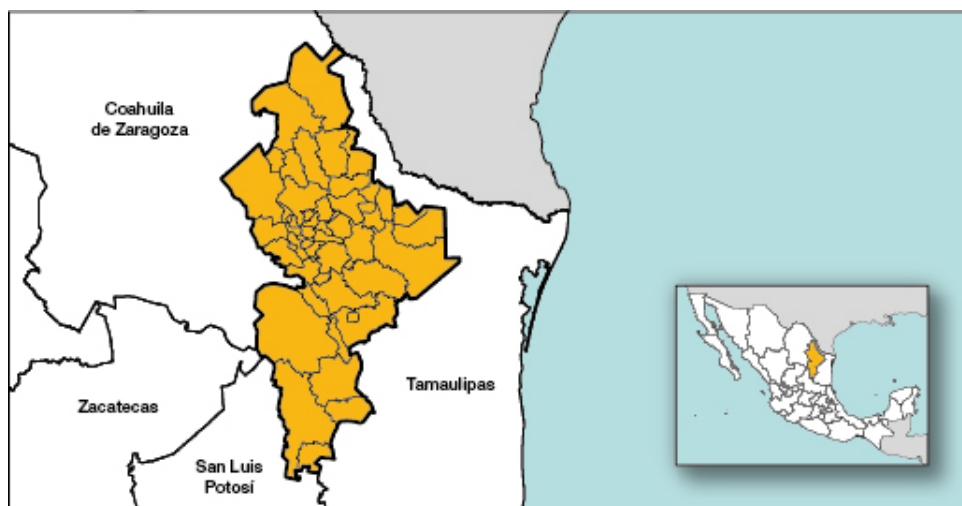 Coahuila
de Zaragoza
Tamaulipas
Zacatecas
San Luis
Potosí